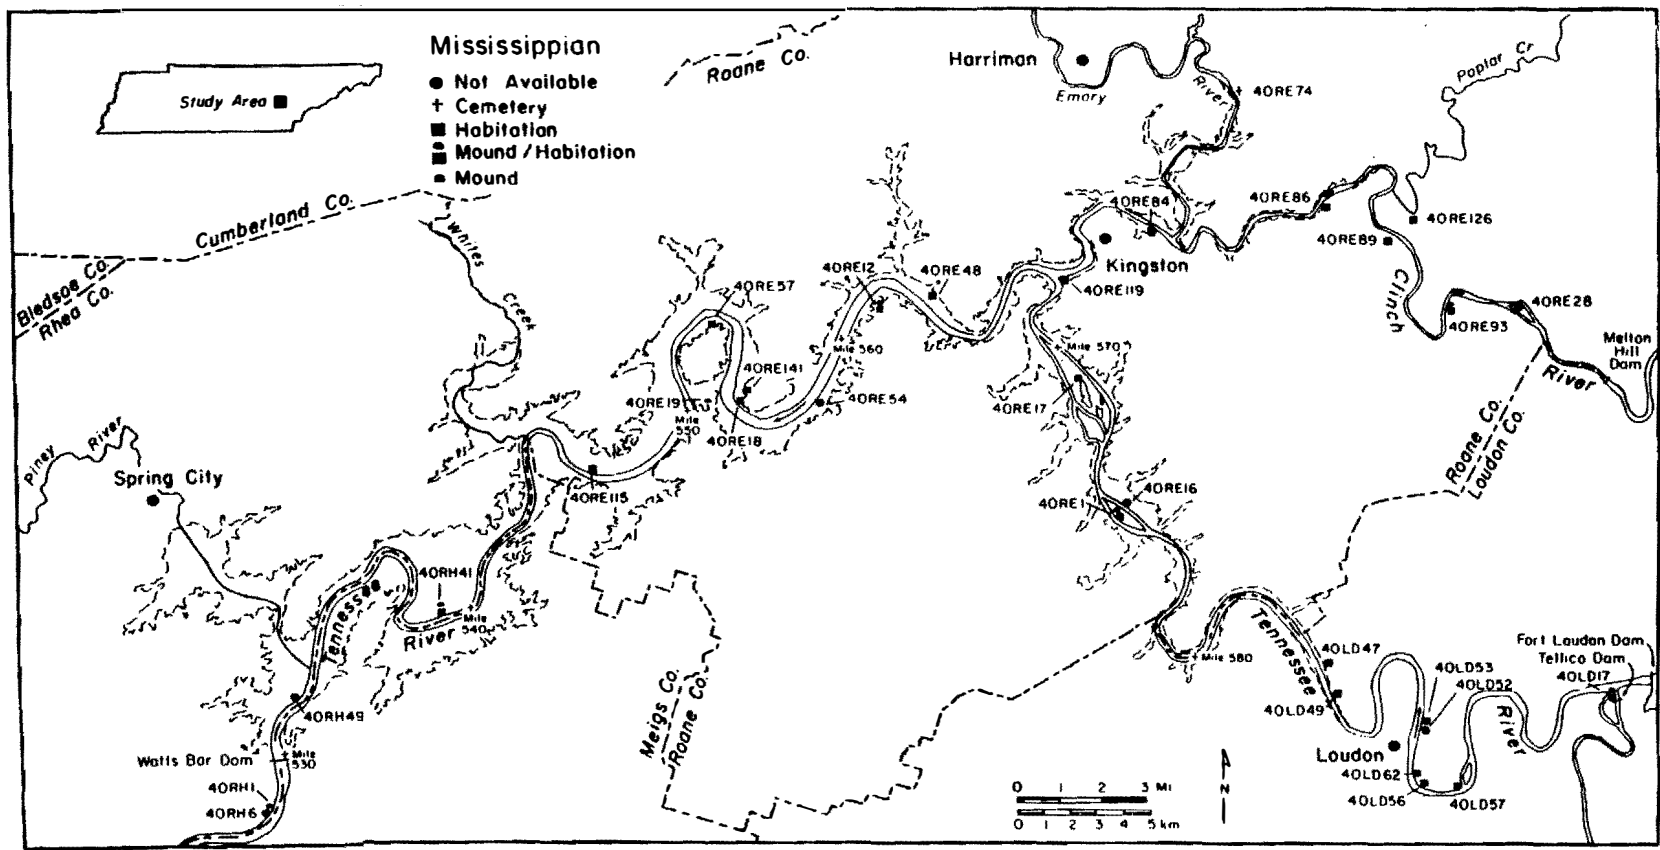 Mississippian
Not Available
Cemetery
Habitation
Mound / Habitation
Mound
Study Area
Roane Co.
Harriman
Emory
River
40RE74
Poplar Cr
Cumberland Co.
Bledsoe Co.
Rhea Co.
Whites
Creek
40RE57
40RE12
40RE48
40RE84
Kingston
40RE119
40RE86
40RE126
40RE89
Clinch
River
40RE93
40RE28
Melton
Hill
Dam
Mile 560
Mile 570
40RE141
40RE19
Mile
550
40RE18
40RE54
40RE17
Roane Co.
Loudon Co.
Piney River
Spring City
40RE115
40RE1
40RE16
40RH41
Mile
540
Tennessee
River
40RH49
Watts Bar Dam
Mile
530
40RH1
40RH6
Meigs Co.
Roane Co.
Mile 580
Tennessee
River
40LD47
40LD49
40LD53
40LD52
Fort Loudon Dam
Tellico Dam
40LD17
Loudon
40LD62
40LD56
40LD57
N
0 1 2 3 Mi
0 1 2 3 4 5 km